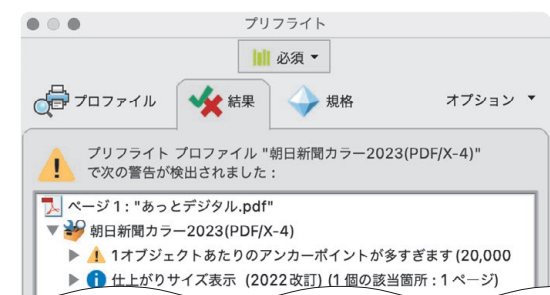 プリフライト
必須
プロファイル 結果 規格 オプション
プリフライト プロファイル "朝日新聞カラー2023(PDF/X-4)"
で次の警告が検出されました：
ページ 1 : "あっとデジタル.pdf"
朝日新聞カラー2023(PDF/X-4)
1オブジェクトあたりのアンカーポイントが多すぎます (20,000
仕上がりサイズ表示 (2022改訂) (1 個の該当箇所 : 1 ページ)